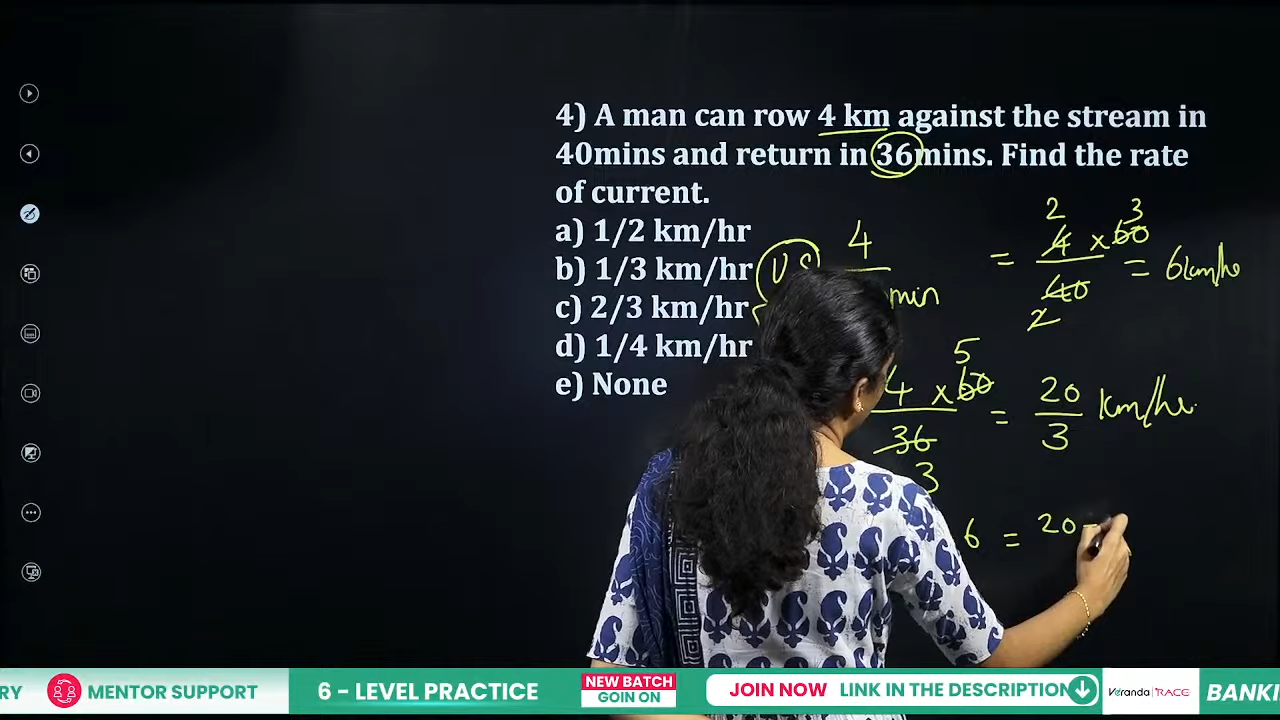 4) A man can row 4 km against the stream in
40mins and return in 36mins. Find the rate
of current.
a) 1/2 km/hr
b) 1/3 km/hr
c) 2/3 km/hr
d) 1/4 km/hr
e) None
U.S
4
min
=
2 3
4 x 60
40
2
= 6km/hr
5
4 x 60
36
3
=
20
3
km/hr
6 = 20 -
RY
MENTOR SUPPORT
6 - LEVEL PRACTICE
NEW BATCH
GOIN ON
JOIN NOW LINK IN THE DESCRIPTION
Veranda RACE
BANKI